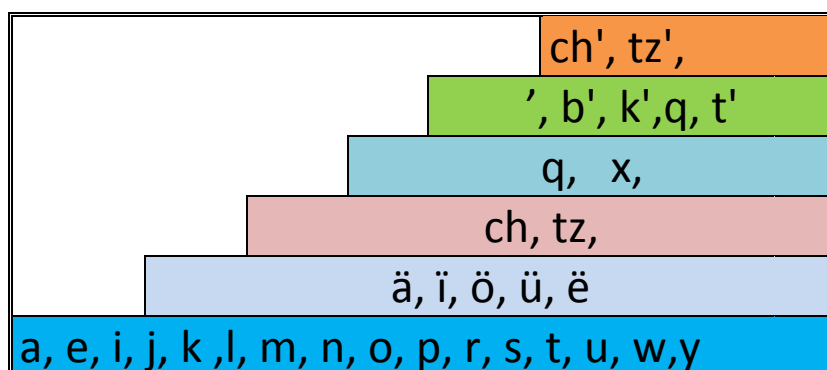 ch', tz',
’, b', k',q, t'
q, x,
ch, tz,
ä, ï, ö, ü, ë
a, e, i, j, k ,l, m, n, o, p, r, s, t, u, w,y